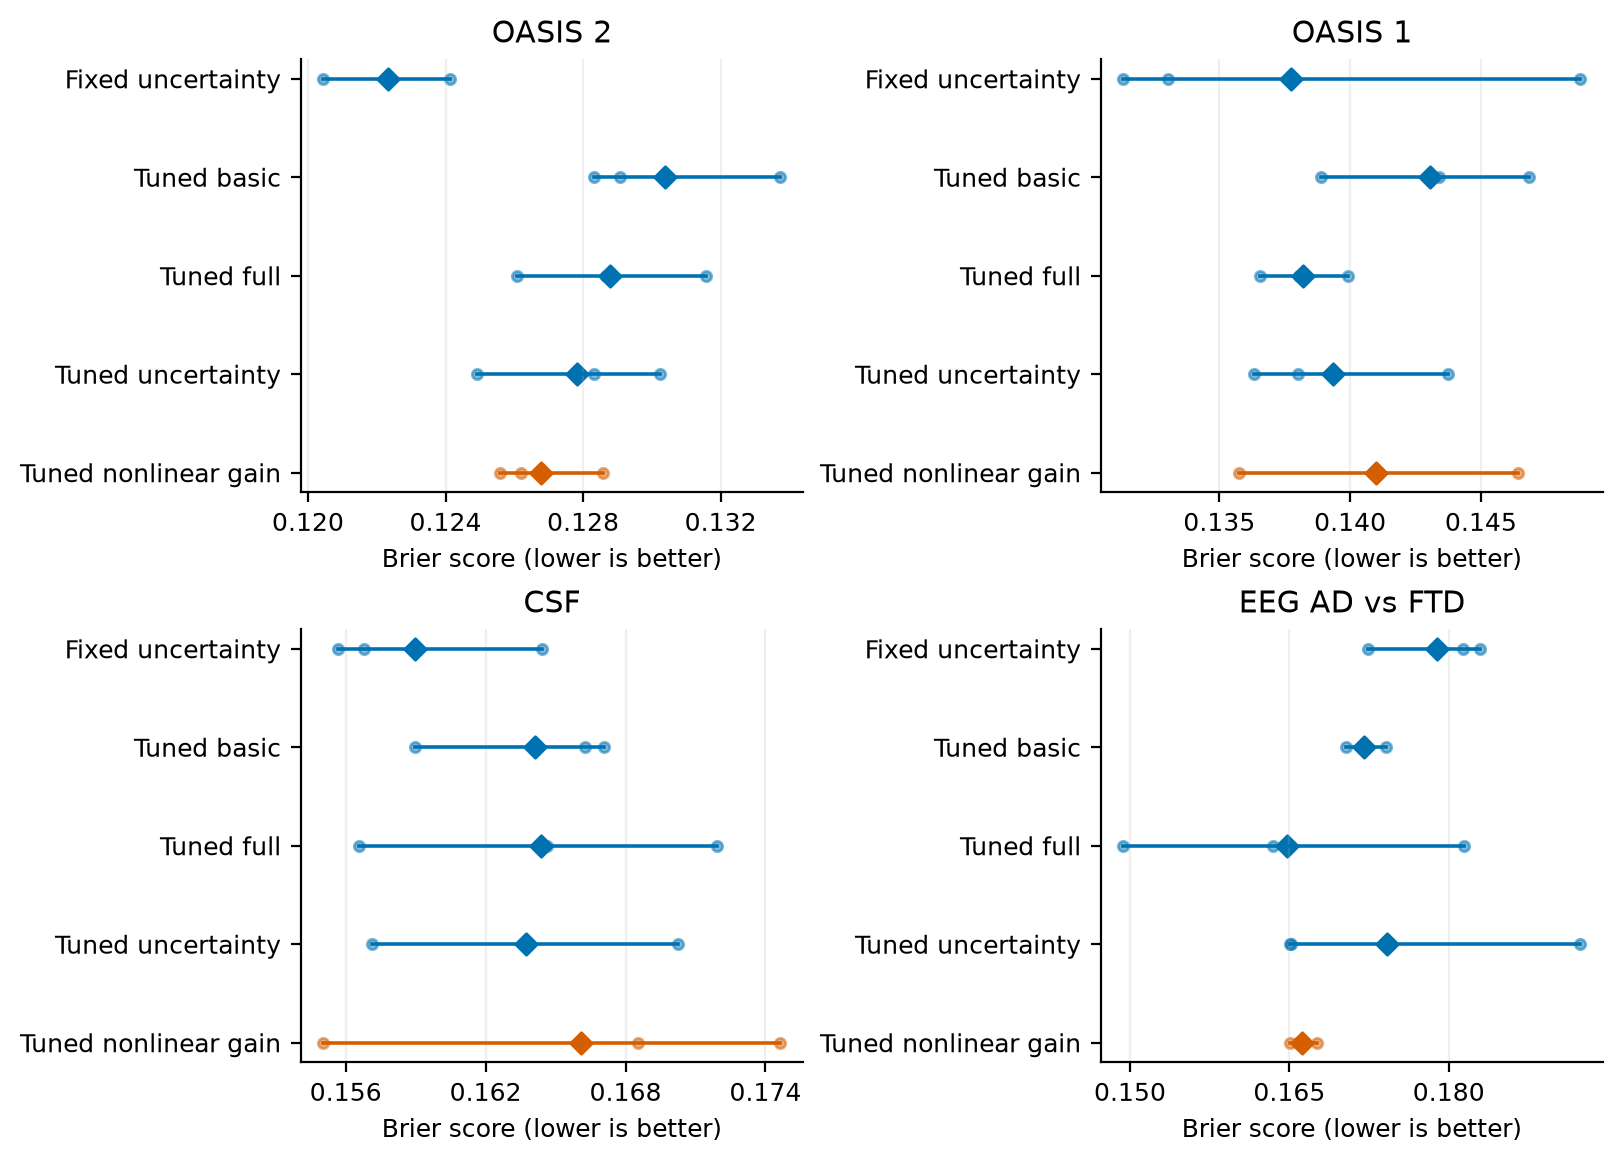 OASIS 2
Fixed uncertainty
Tuned basic
Tuned full
Tuned uncertainty
Tuned nonlinear gain
0.120 0.124 0.128 0.132
Brier score (lower is better)
OASIS 1
Fixed uncertainty
Tuned basic
Tuned full
Tuned uncertainty
Tuned nonlinear gain
0.135 0.140 0.145
Brier score (lower is better)
CSF
Fixed uncertainty
Tuned basic
Tuned full
Tuned uncertainty
Tuned nonlinear gain
0.156 0.162 0.168 0.174
Brier score (lower is better)
EEG AD vs FTD
Fixed uncertainty
Tuned basic
Tuned full
Tuned uncertainty
Tuned nonlinear gain
0.150 0.165 0.180
Brier score (lower is better)